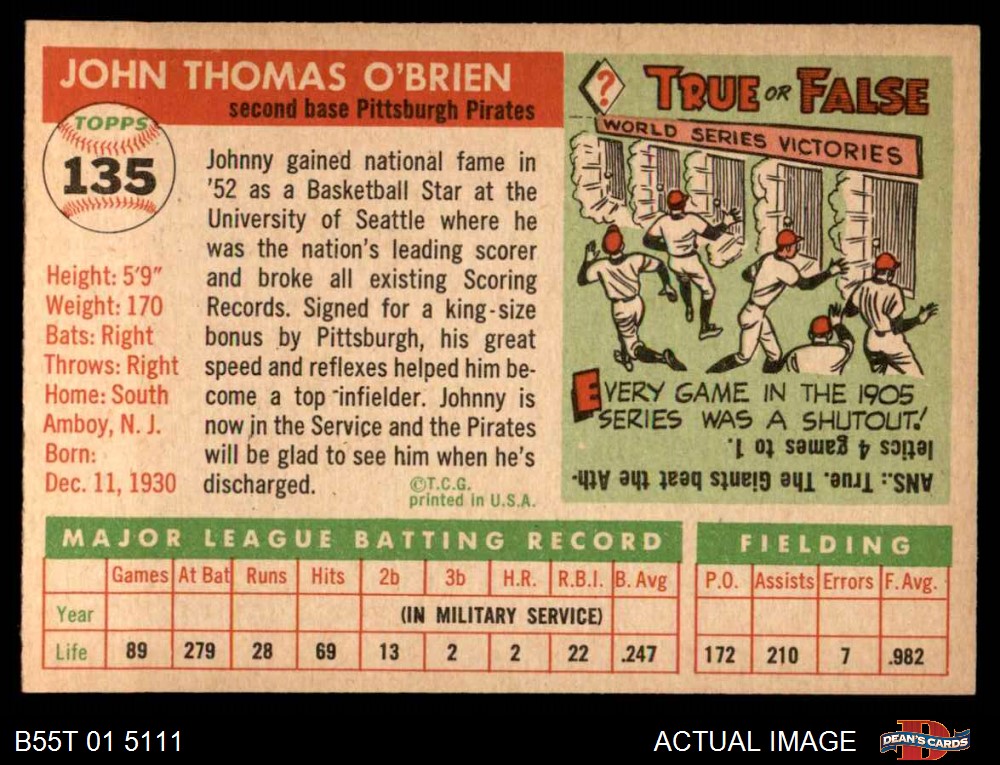 JOHN THOMAS O'BRIEN
second base Pittsburgh Pirates
TOPPS
135
Height: 5'9"
Weight: 170
Bats: Right
Throws: Right
Home: South
Amboy, N. J.
Born:
Dec. 11, 1930
Johnny gained national fame in
'52 as a Basketball Star at the
University of Seattle where he
was the nation's leading scorer
and broke all existing Scoring
Records. Signed for a king-size
bonus by Pittsburgh, his great
speed and reflexes helped him be-
come a top infielder. Johnny is
now in the Service and the Pirates
will be glad to see him when he's
discharged.
©T.C.G.
printed in U.S.A.
?
TRUE OR FALSE
WORLD SERIES VICTORIES
EVERY GAME IN THE 1905
SERIES WAS A SHUTOUT!
ANS.: True. The Giants beat the Ath-
letics 4 games to 1.
MAJOR LEAGUE BATTING RECORD
FIELDING
Games At Bat Runs Hits 2b 3b H.R. R.B.I. B. Avg P.O. Assists Errors F. Avg.
Year (IN MILITARY SERVICE)
Life 89 279 28 69 13 2 2 22 .247 172 210 7 .982
B55T 01 5111
ACTUAL IMAGE
D
DEAN'S CARDS